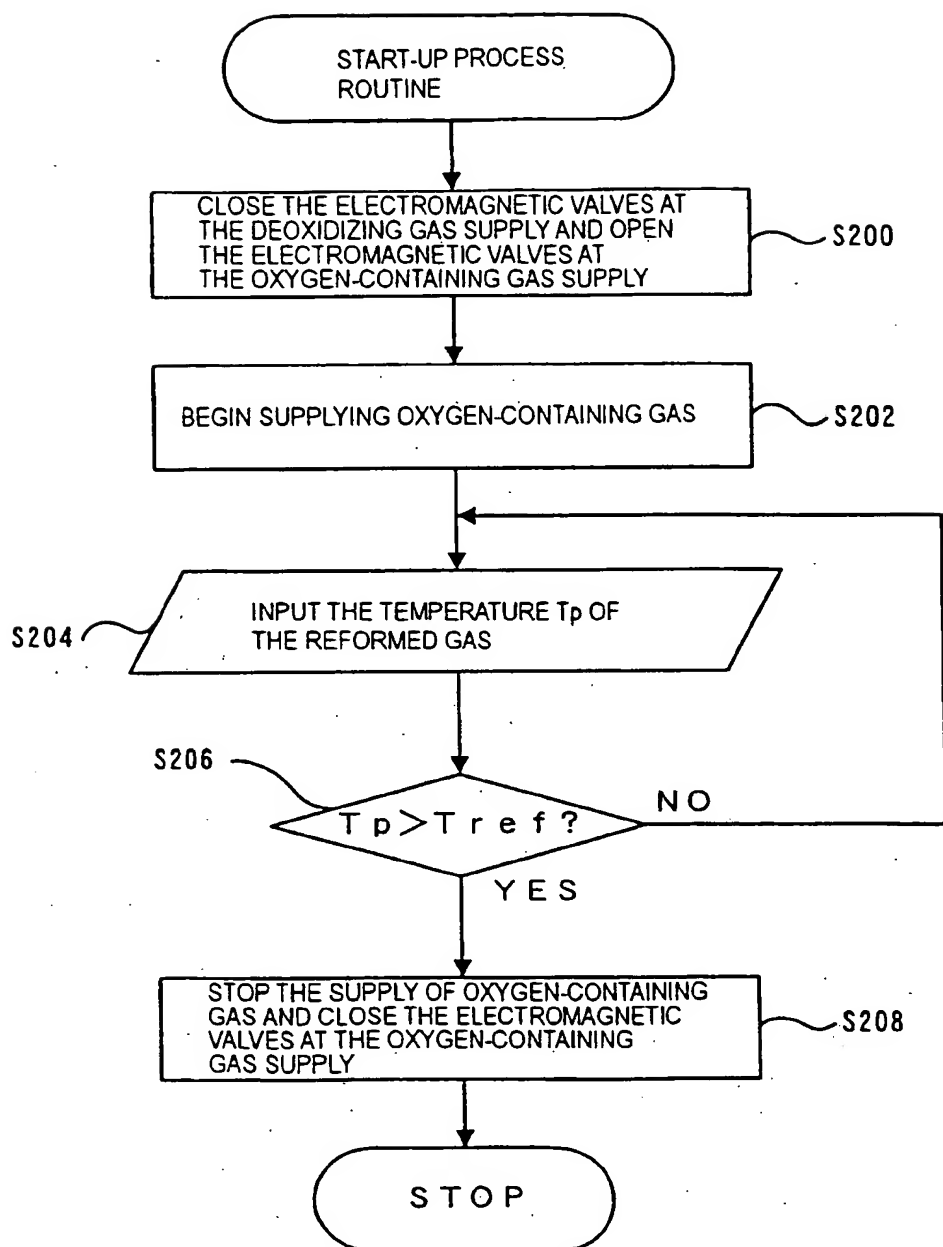 START-UP PROCESS
ROUTINE
CLOSE THE ELECTROMAGNETIC VALVES AT
THE DEOXIDIZING GAS SUPPLY AND OPEN
THE ELECTROMAGNETIC VALVES AT
THE OXYGEN-CONTAINING GAS SUPPLY
S200
BEGIN SUPPLYING OXYGEN-CONTAINING GAS
S202
INPUT THE TEMPERATURE Tp OF
THE REFORMED GAS
S204
S206
Tp>Tref?
NO
YES
STOP THE SUPPLY OF OXYGEN-CONTAINING
GAS AND CLOSE THE ELECTROMAGNETIC
VALVES AT THE OXYGEN-CONTAINING
GAS SUPPLY
S208
STOP